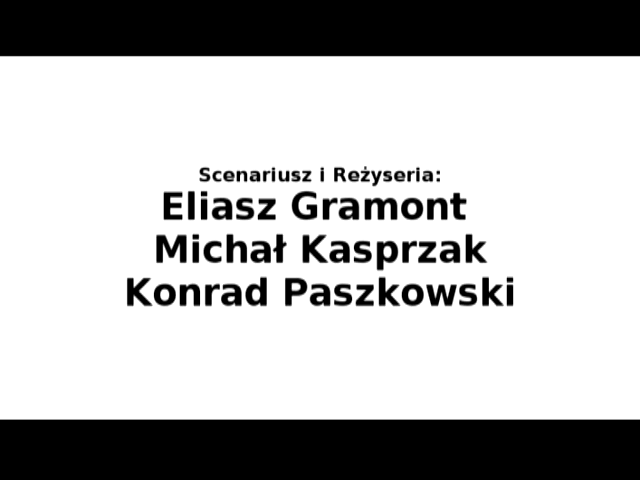 Scenariusz i Reżyseria:
Eliasz Gramont
Michał Kasprzak
Konrad Paszkowski